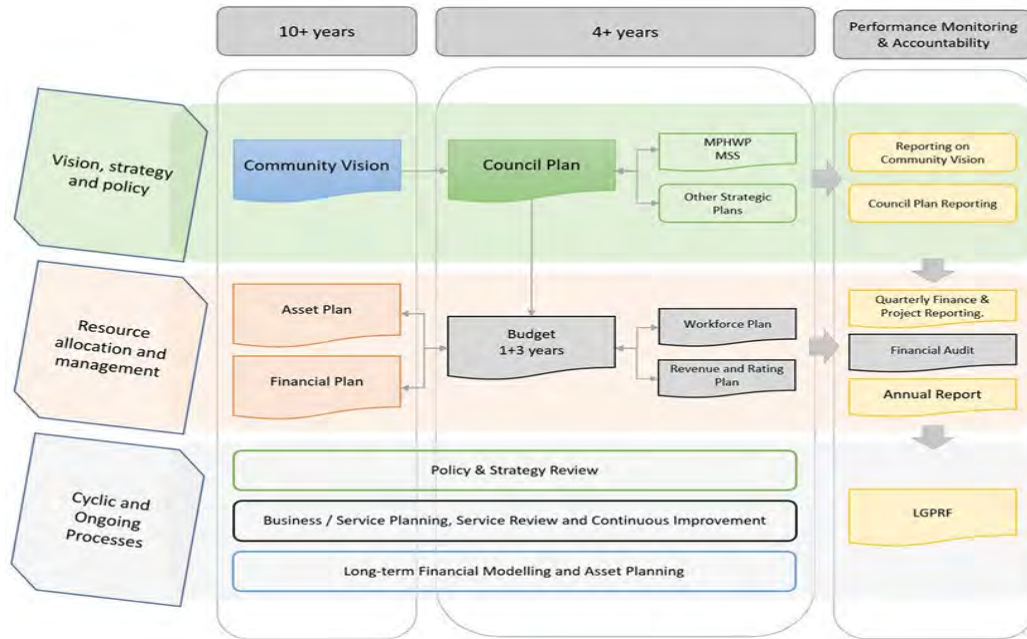 10+ years
4+ years
Performance Monitoring
& Accountability
Vision, strategy
and policy
Community Vision
Council Plan
MPHWP
MSS
Other Strategic
Plans
Reporting on
Community Vision
Council Plan Reporting
Resource
allocation and
management
Asset Plan
Financial Plan
Budget
1+3 years
Workforce Plan
Revenue and Rating
Plan
Quarterly Finance &
Project Reporting.
Financial Audit
Annual Report
Cyclic and
Ongoing
Processes
Policy & Strategy Review
Business / Service Planning, Service Review and Continuous Improvement
Long-term Financial Modelling and Asset Planning
LGPRF